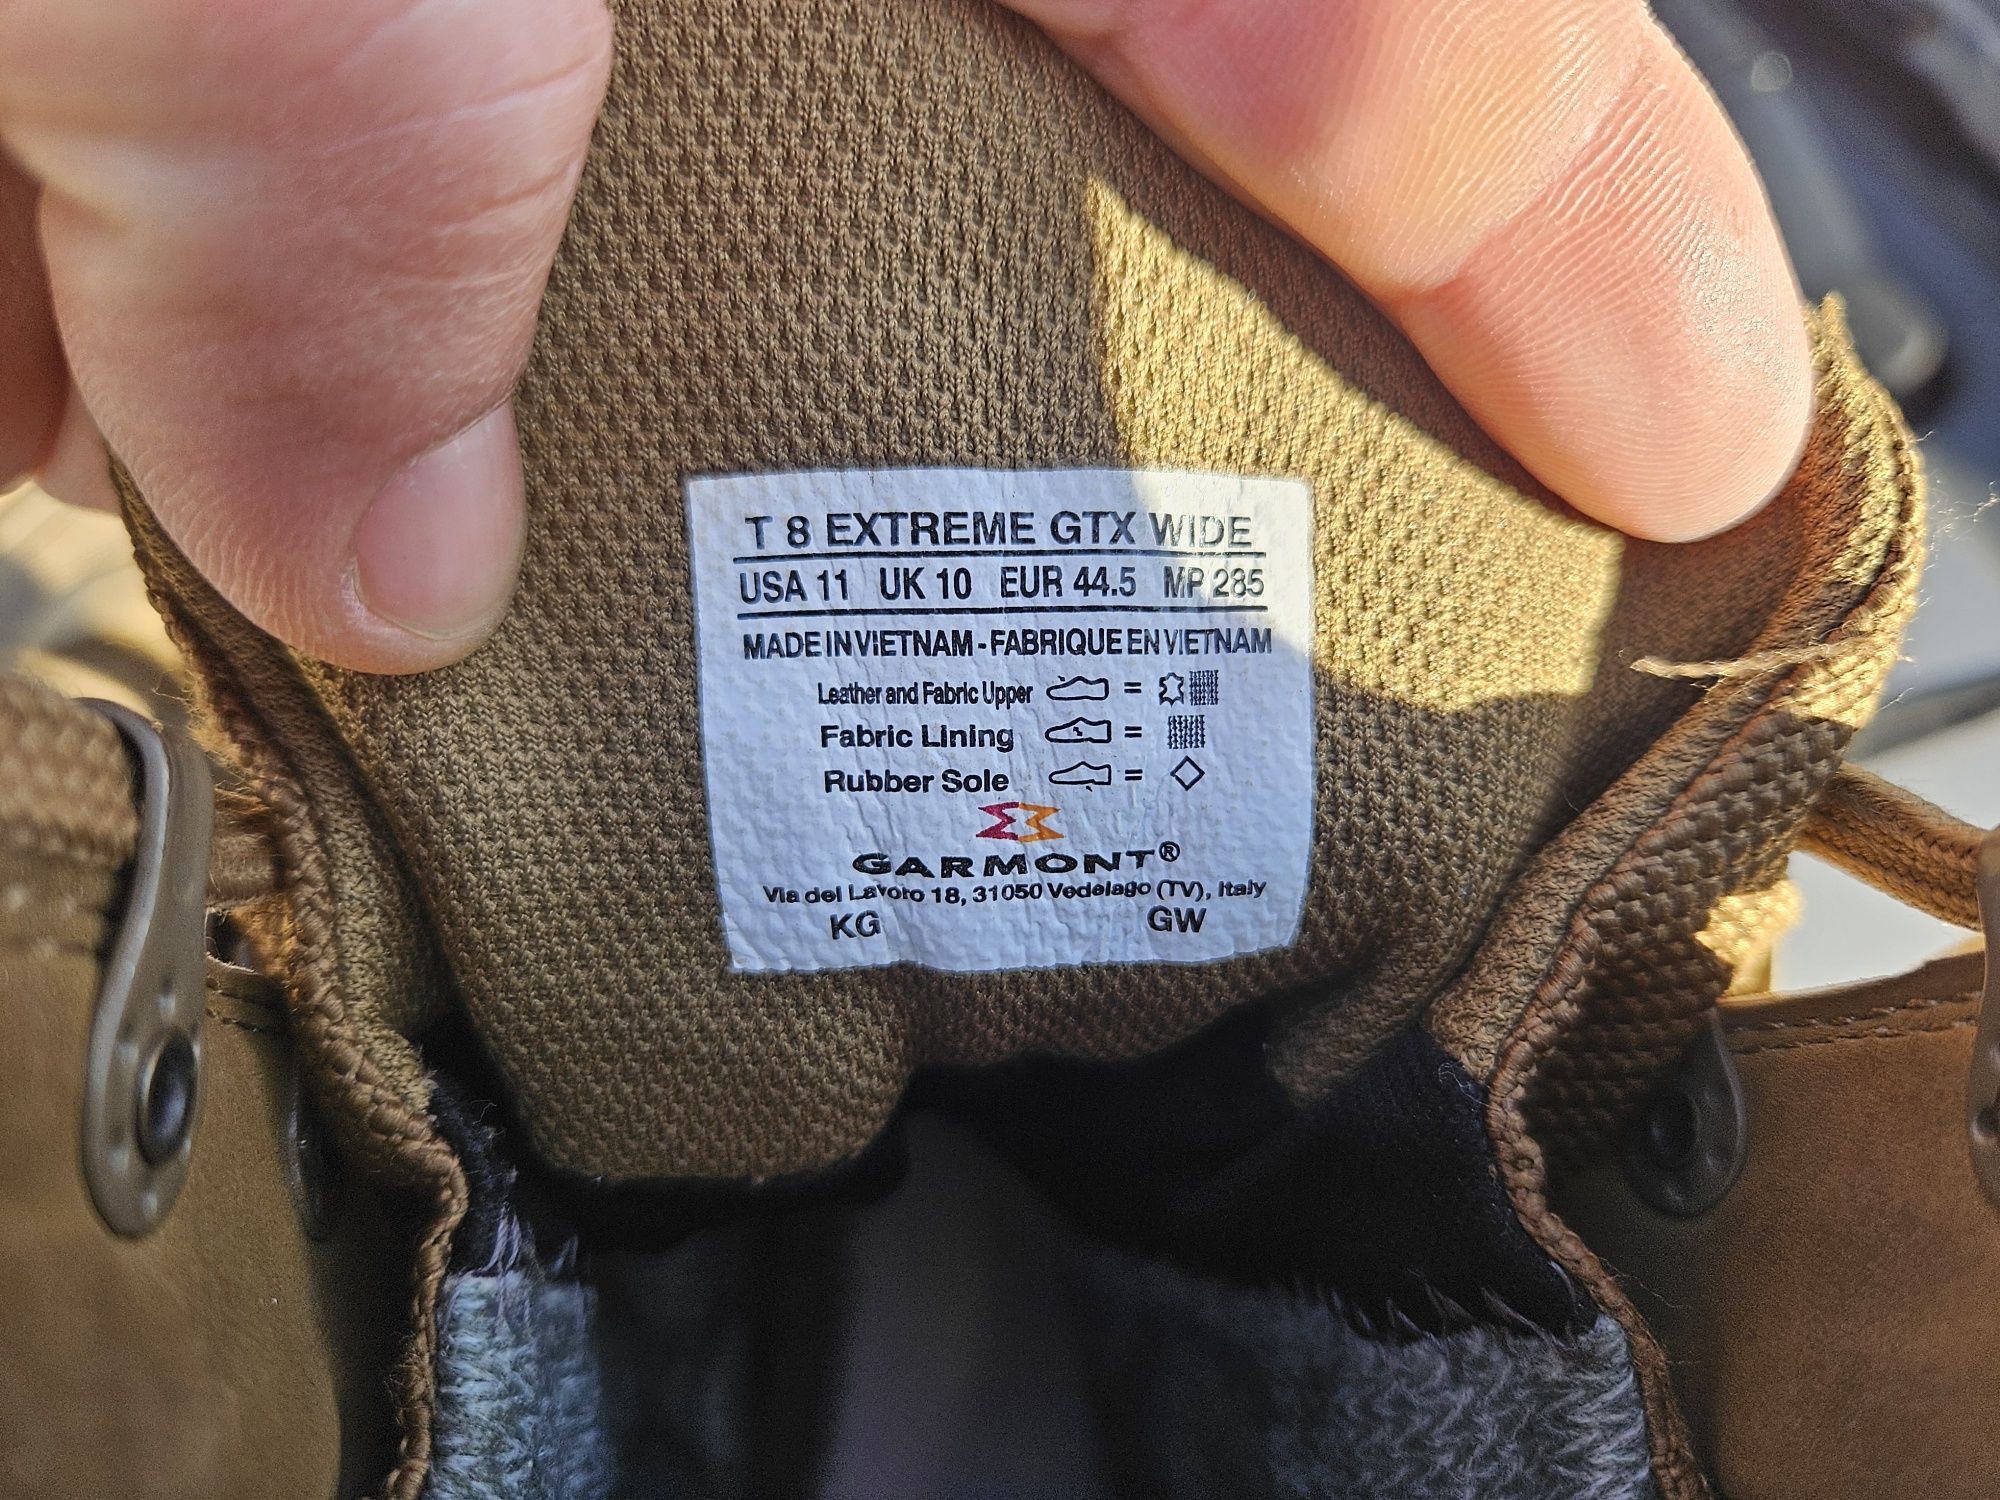 T 8 EXTREME GTX WIDE
USA 11 UK 10 EUR 44.5 MP 285
MADE IN VIETNAM - FABRIQUE EN VIETNAM
Leather and Fabric Upper =
Fabric Lining =
Rubber Sole =
GARMONT®
Via del Lavoro 18, 31050 Vedelago (TV), Italy
KG GW